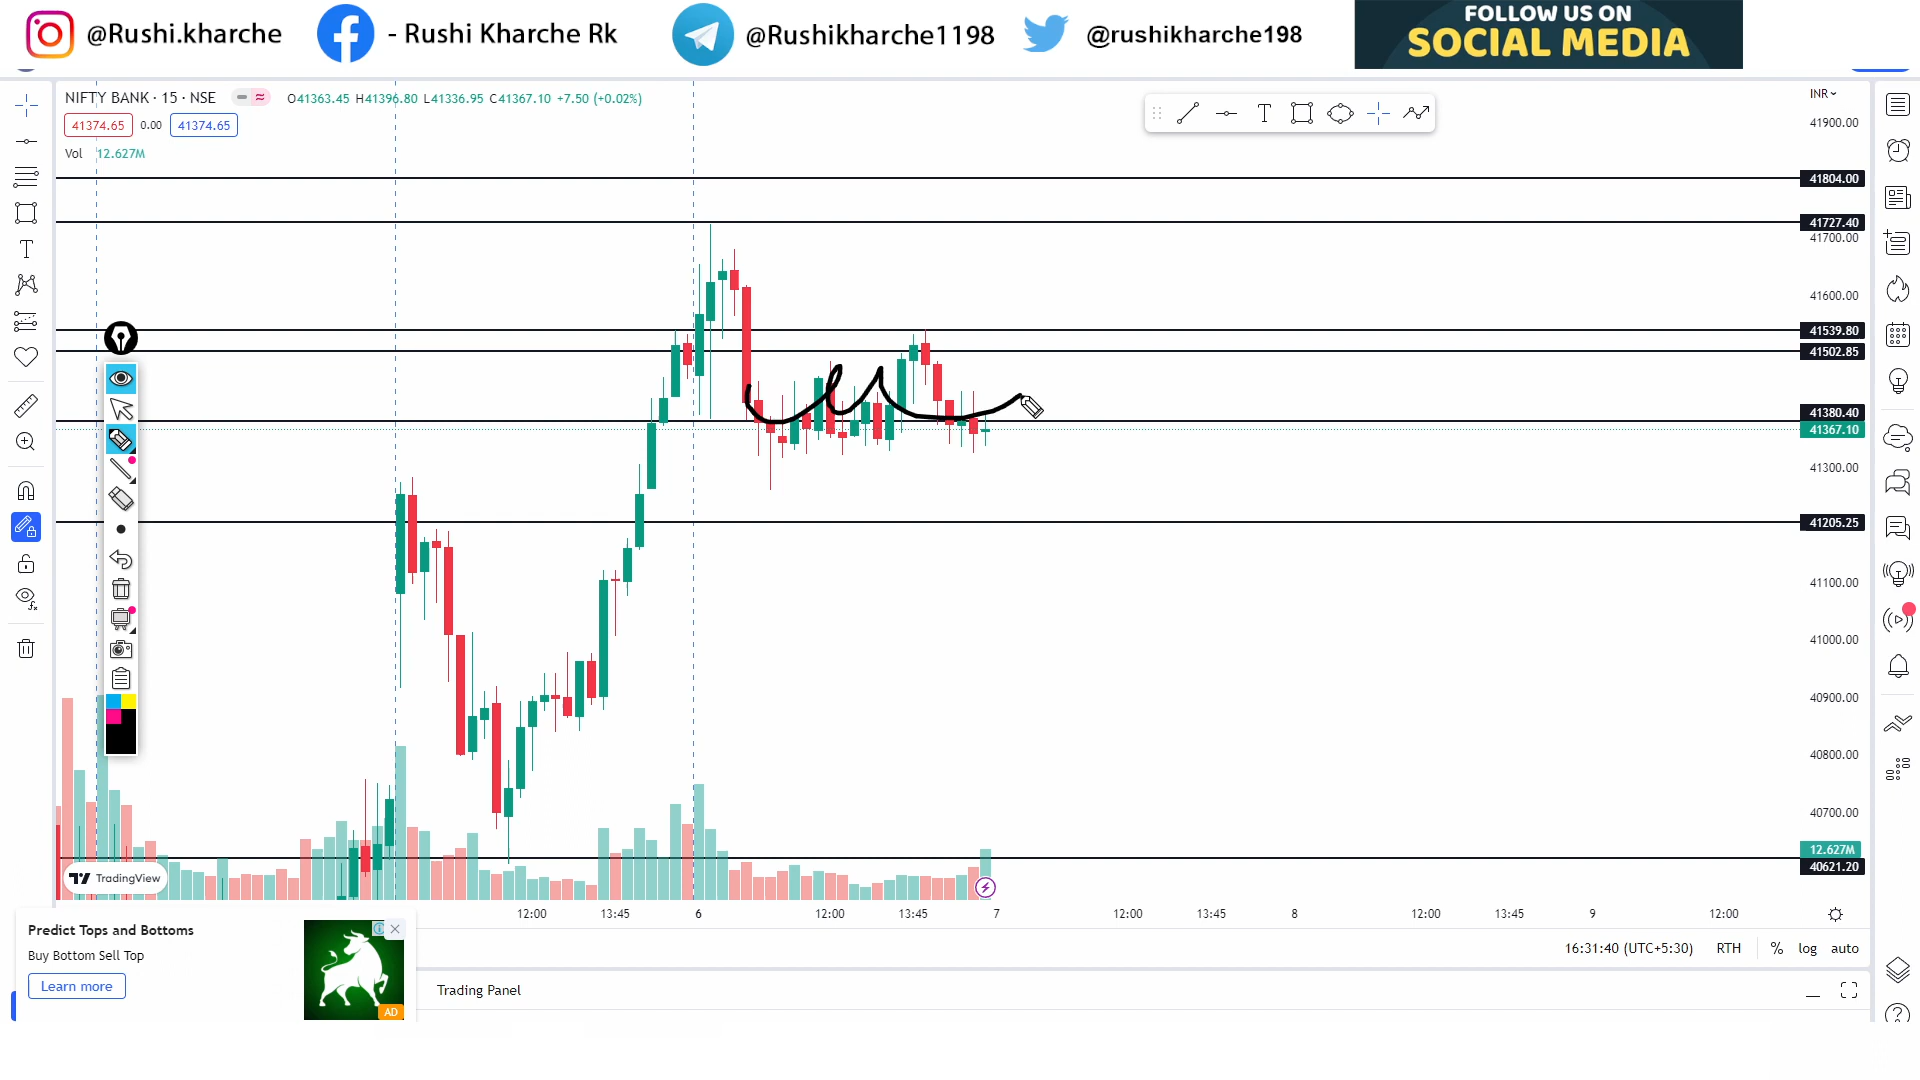 @Rushi.kharche - Rushi Kharche Rk @Rushikharche1198 @rushikharche198
FOLLOW US ON
SOCIAL MEDIA
NIFTY BANK · 15 · NSE O41363.45 H41396.80 L41336.95 C41367.10 +7.50 (+0.02%)
41374.65 0.00 41374.65
Vol 12.627M
INR
41900.00
41804.00
41727.40
41700.00
41600.00
41539.80
41502.85
41380.40
41367.10
41300.00
41205.25
41100.00
41000.00
40900.00
40800.00
40700.00
12.627M
40621.20
TradingView
12:00 13:45 6 12:00 13:45 7 12:00 13:45 8 12:00 13:45 9 12:00
16:31:40 (UTC+5:30) RTH % log auto
Predict Tops and Bottoms
Buy Bottom Sell Top
Learn more
AD
Trading Panel